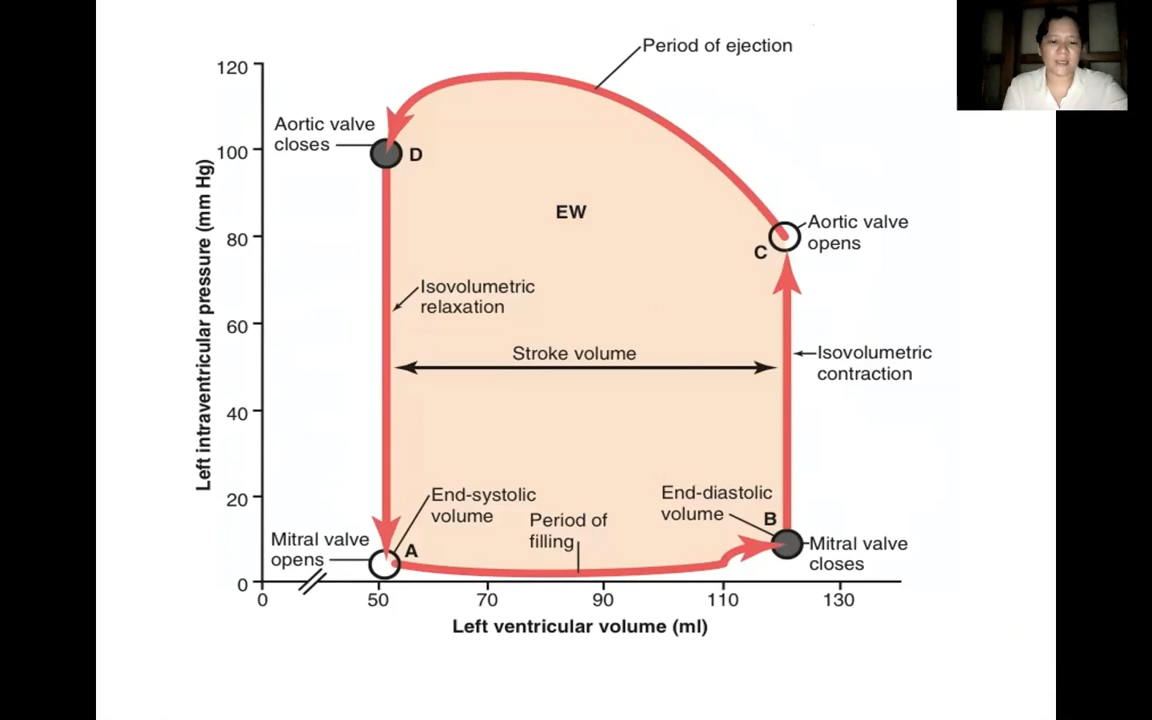 Period of ejection
120
Aortic valve
closes
100
D
EW
Aortic valve
opens
80
C
Left intraventricular pressure (mm Hg)
Isovolumetric
relaxation
60
Stroke volume
Isovolumetric
contraction
40
20
End-systolic
volume
End-diastolic
volume
B
Period of
filling
Mitral valve
opens
A
Mitral valve
closes
0
0
50
70
90
110
130
Left ventricular volume (ml)